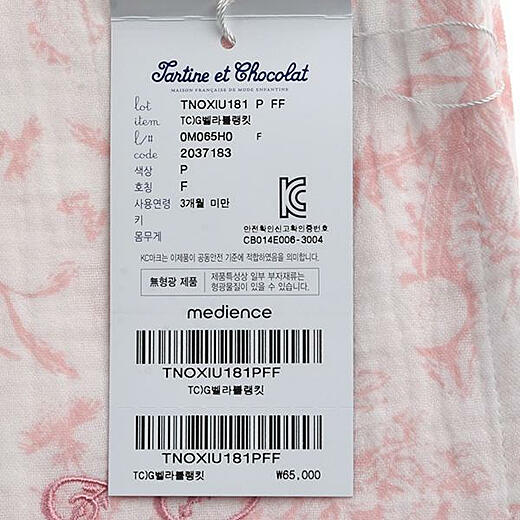 Tartine et Chocolat
MAISON FRANÇAISE DE MODE ENFANTINE
lot TNOXIU181 P FF
item TC)G벨라블랭킷
l/# 0M065H0 F
code 2037183
색상 P
호칭 F
사용연령 3개월 미만
키
몸무게
안전확인신고확인증번호
CB014E006-3004
KC마크는 이제품이 공통안전 기준에 적합하였음을 의미합니다.
無형광 제품
제품특성상 일부 부자재류는
형광물질이 있을 수 있습니다.
medience
TNOXIU181PFF
TC)G벨라블랭킷
TNOXIU181PFF
TC)G벨라블랭킷 ₩65,000